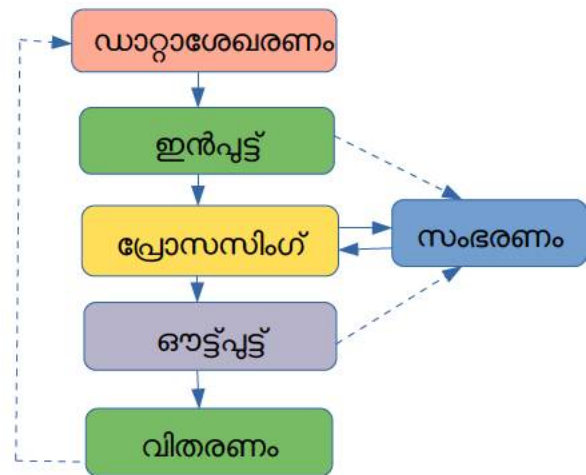 ഡാറ്റാശേഖരണം
ഇൻപുട്ട്
പ്രോസസിംഗ്
സംഭരണം
ഔട്ട്പുട്ട്
വിതരണം